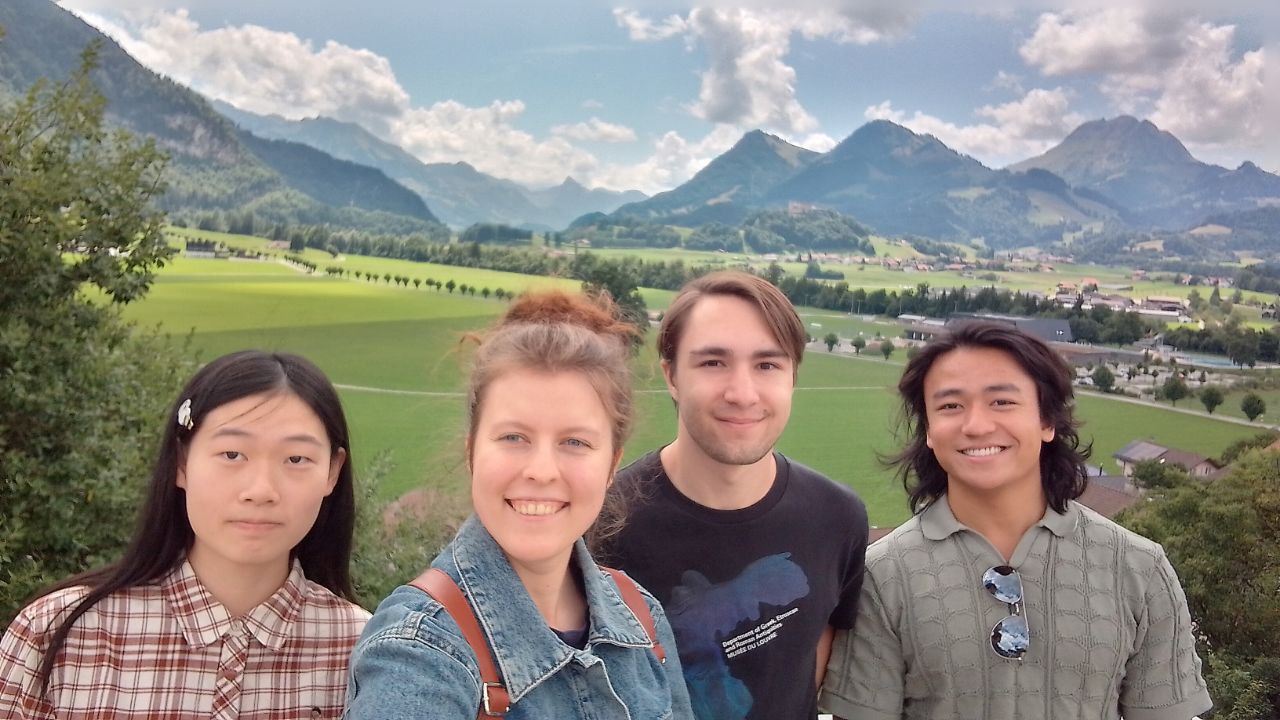 Department of Greek, Etruscan
and Roman Antiquities
MUSÉE DU LOUVRE